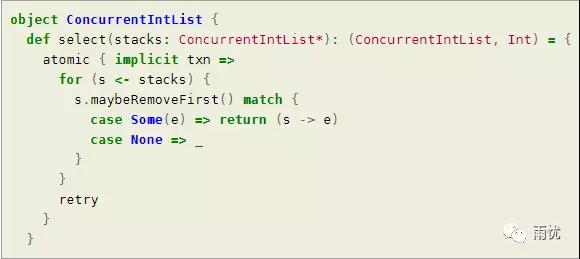 object ConcurrentIntList {
  def select(stacks: ConcurrentIntList*): (ConcurrentIntList, Int) = {
    atomic { implicit txn =>
      for (s <- stacks) {
        s.maybeRemoveFirst() match {
          case Some(e) => return (s -> e)
          case None => _
        }
      }
      retry
    }
  }
雨忧